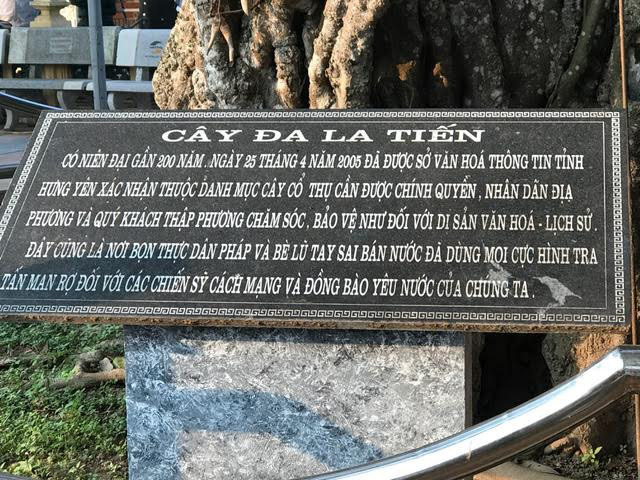 CÂY ĐA LA TIẾN
CÓ NIÊN ĐẠI GẦN 200 NĂM. NGÀY 25 THÁNG 4 NĂM 2005 ĐÃ ĐƯỢC SỞ VĂN HOÁ THÔNG TIN TỈNH
HƯNG YÊN XÁC NHẬN THUỘC DANH MỤC CÂY CỔ THỤ CẦN ĐƯỢC CHÍNH QUYỀN, NHÂN DÂN ĐỊA
PHƯƠNG VÀ QUÝ KHÁCH THẬP PHƯƠNG CHĂM SÓC, BẢO VỆ NHƯ ĐỐI VỚI DI SẢN VĂN HOÁ - LỊCH SỬ.
ĐÂY CŨNG LÀ NƠI BỌN THỰC DÂN PHÁP VÀ BÈ LŨ TAY SAI BÁN NƯỚC ĐÃ DÙNG MỌI CỰC HÌNH TRA
TẤN MAN RỢ ĐỐI VỚI CÁC CHIẾN SỸ CÁCH MẠNG VÀ ĐỒNG BÀO YÊU NƯỚC CỦA CHÚNG TA.